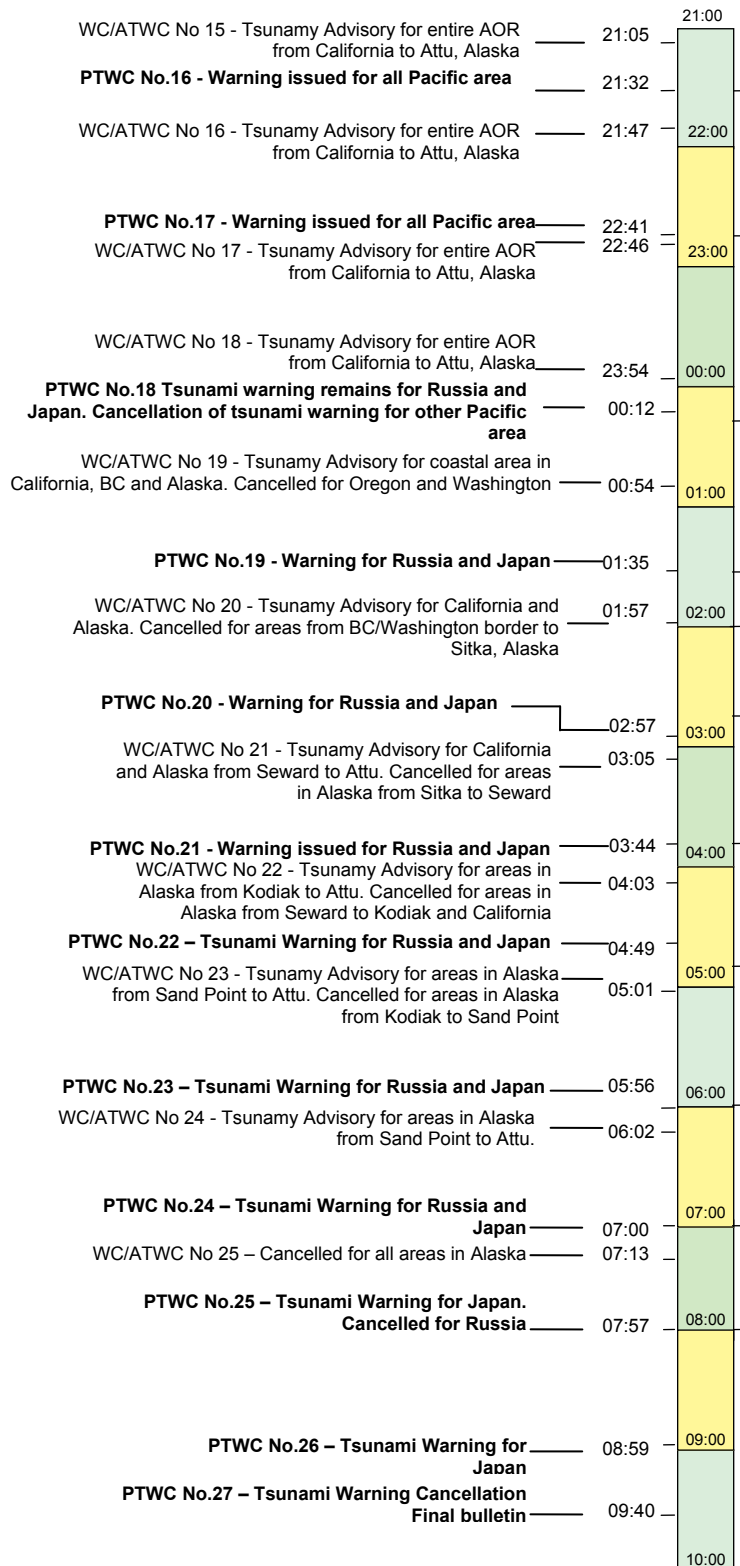 21:00
WC/ATWC No 15 - Tsunamy Advisory for entire AOR
from California to Attu, Alaska
21:05
PTWC No.16 - Warning issued for all Pacific area
21:32
WC/ATWC No 16 - Tsunamy Advisory for entire AOR
from California to Attu, Alaska
21:47
22:00
PTWC No.17 - Warning issued for all Pacific area
22:41
WC/ATWC No 17 - Tsunamy Advisory for entire AOR
from California to Attu, Alaska
22:46
23:00
WC/ATWC No 18 - Tsunamy Advisory for entire AOR
from California to Attu, Alaska
23:54
00:00
PTWC No.18 Tsunami warning remains for Russia and
Japan. Cancellation of tsunami warning for other Pacific
area
00:12
WC/ATWC No 19 - Tsunamy Advisory for coastal area in
California, BC and Alaska. Cancelled for Oregon and Washington
00:54
01:00
PTWC No.19 - Warning for Russia and Japan
01:35
WC/ATWC No 20 - Tsunamy Advisory for California and
Alaska. Cancelled for areas from BC/Washington border to
Sitka, Alaska
01:57
02:00
PTWC No.20 - Warning for Russia and Japan
02:57
03:00
WC/ATWC No 21 - Tsunamy Advisory for California
and Alaska from Seward to Attu. Cancelled for areas
in Alaska from Sitka to Seward
03:05
PTWC No.21 - Warning issued for Russia and Japan
03:44
04:00
WC/ATWC No 22 - Tsunamy Advisory for areas in
Alaska from Kodiak to Attu. Cancelled for areas in
Alaska from Seward to Kodiak and California
04:03
PTWC No.22 – Tsunami Warning for Russia and Japan
04:49
05:00
WC/ATWC No 23 - Tsunamy Advisory for areas in Alaska
from Sand Point to Attu. Cancelled for areas in Alaska
from Kodiak to Sand Point
05:01
PTWC No.23 – Tsunami Warning for Russia and Japan
05:56
06:00
WC/ATWC No 24 - Tsunamy Advisory for areas in Alaska
from Sand Point to Attu.
06:02
PTWC No.24 – Tsunami Warning for Russia and
Japan
07:00
07:00
WC/ATWC No 25 – Cancelled for all areas in Alaska
07:13
PTWC No.25 – Tsunami Warning for Japan.
Cancelled for Russia
07:57
08:00
PTWC No.26 – Tsunami Warning for
Japan
08:59
09:00
PTWC No.27 – Tsunami Warning Cancellation
Final bulletin
09:40
10:00